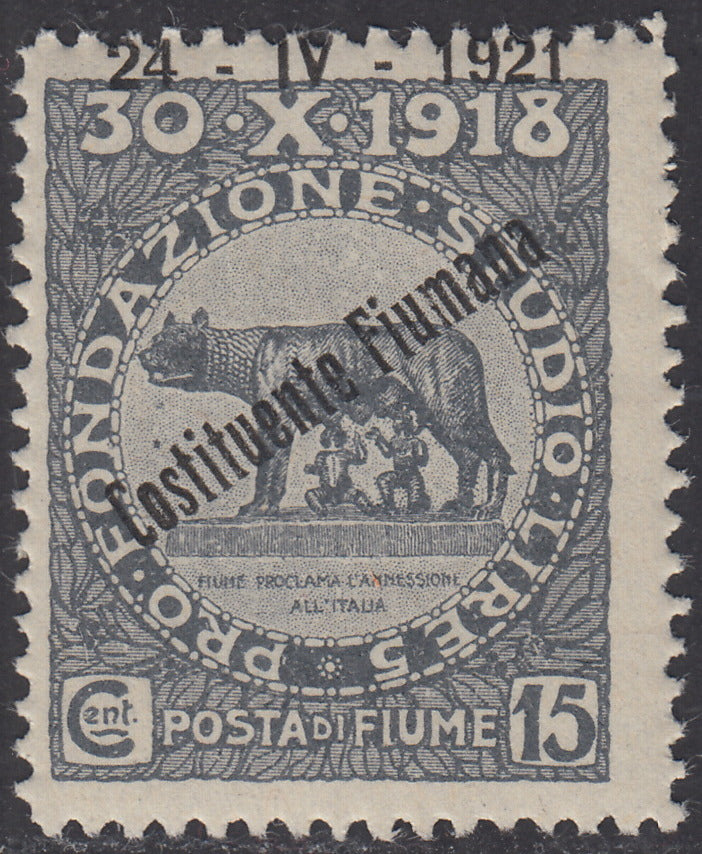 24 - IV - 1921
30·X·1918
PRO·FONDAZIONE·STUDIO·LIRE 5
Costituente Fiumana
FIUME PROCLAMA L'ANNESSIONE
ALL'ITALIA
Cent. POSTA DI FIUME 15